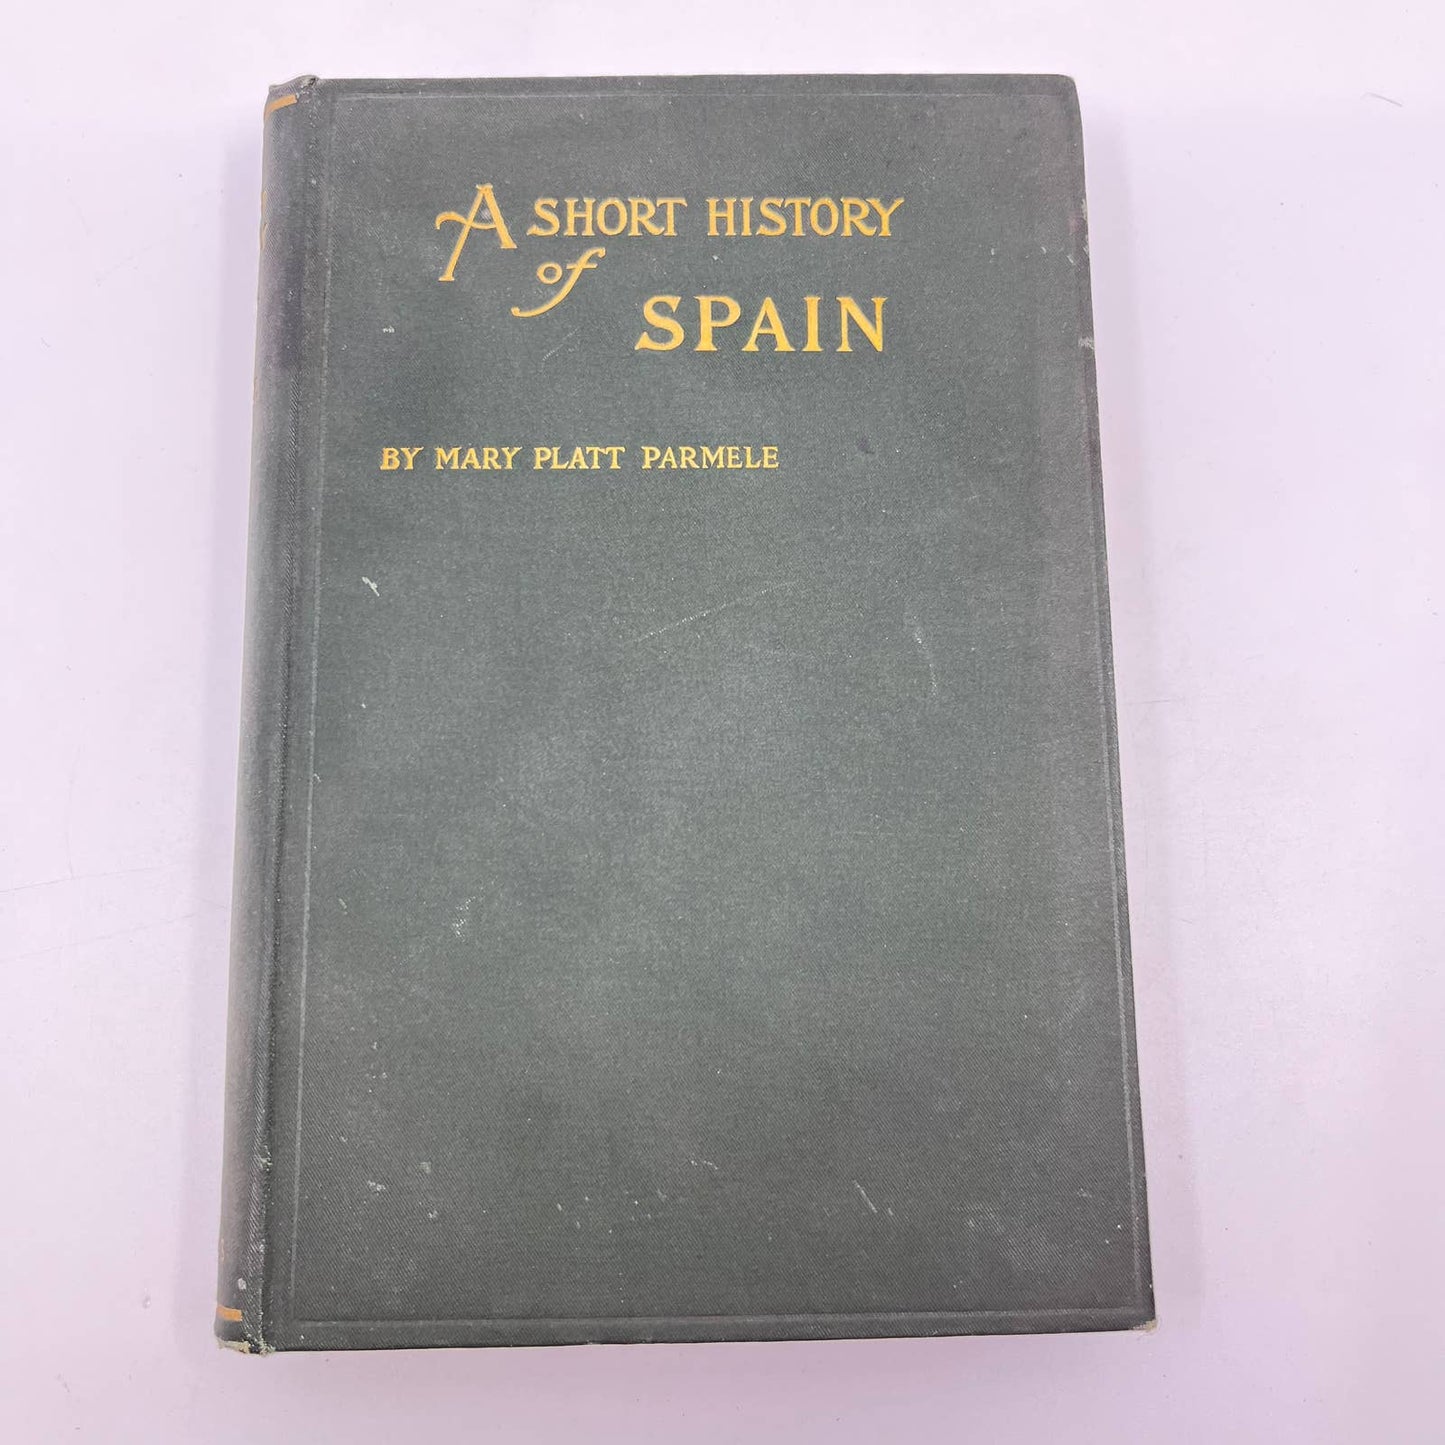 A SHORT HISTORY
of
SPAIN
BY MARY PLATT PARMELE